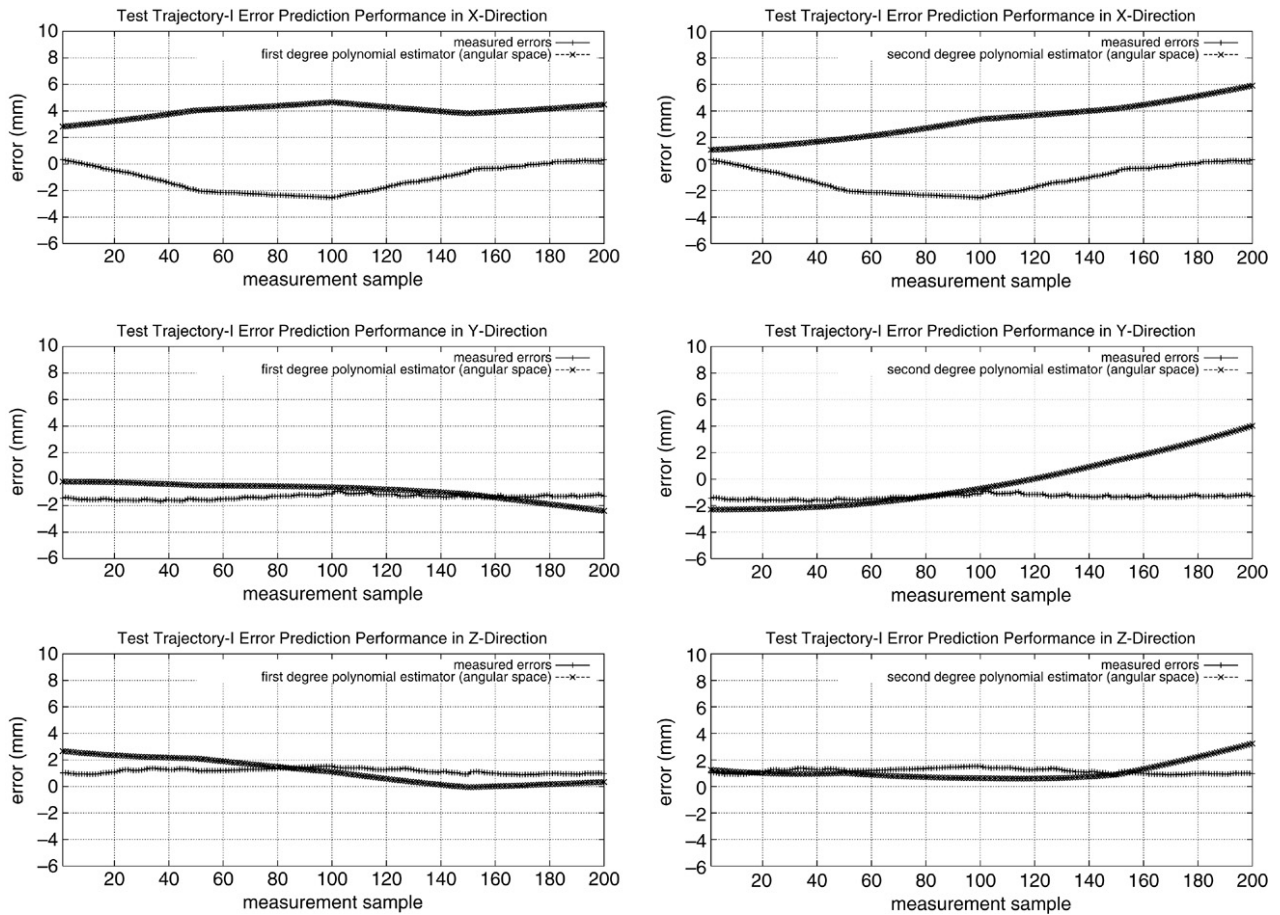 Test Trajectory-I Error Prediction Performance in X-Direction
measured errors
first degree polynomial estimator (angular space)
error (mm)
10
8
6
4
2
0
−2
−4
−6
20 40 60 80 100 120 140 160 180 200
measurement sample
Test Trajectory-I Error Prediction Performance in X-Direction
measured errors
second degree polynomial estimator (angular space)
error (mm)
10
8
6
4
2
0
−2
−4
−6
20 40 60 80 100 120 140 160 180 200
measurement sample
Test Trajectory-I Error Prediction Performance in Y-Direction
measured errors
first degree polynomial estimator (angular space)
error (mm)
10
8
6
4
2
0
−2
−4
−6
20 40 60 80 100 120 140 160 180 200
measurement sample
Test Trajectory-I Error Prediction Performance in Y-Direction
measured errors
second degree polynomial estimator (angular space)
error (mm)
10
8
6
4
2
0
−2
−4
−6
20 40 60 80 100 120 140 160 180 200
measurement sample
Test Trajectory-I Error Prediction Performance in Z-Direction
measured errors
first degree polynomial estimator (angular space)
error (mm)
10
8
6
4
2
0
−2
−4
−6
20 40 60 80 100 120 140 160 180 200
measurement sample
Test Trajectory-I Error Prediction Performance in Z-Direction
measured errors
second degree polynomial estimator (angular space)
error (mm)
10
8
6
4
2
0
−2
−4
−6
20 40 60 80 100 120 140 160 180 200
measurement sample